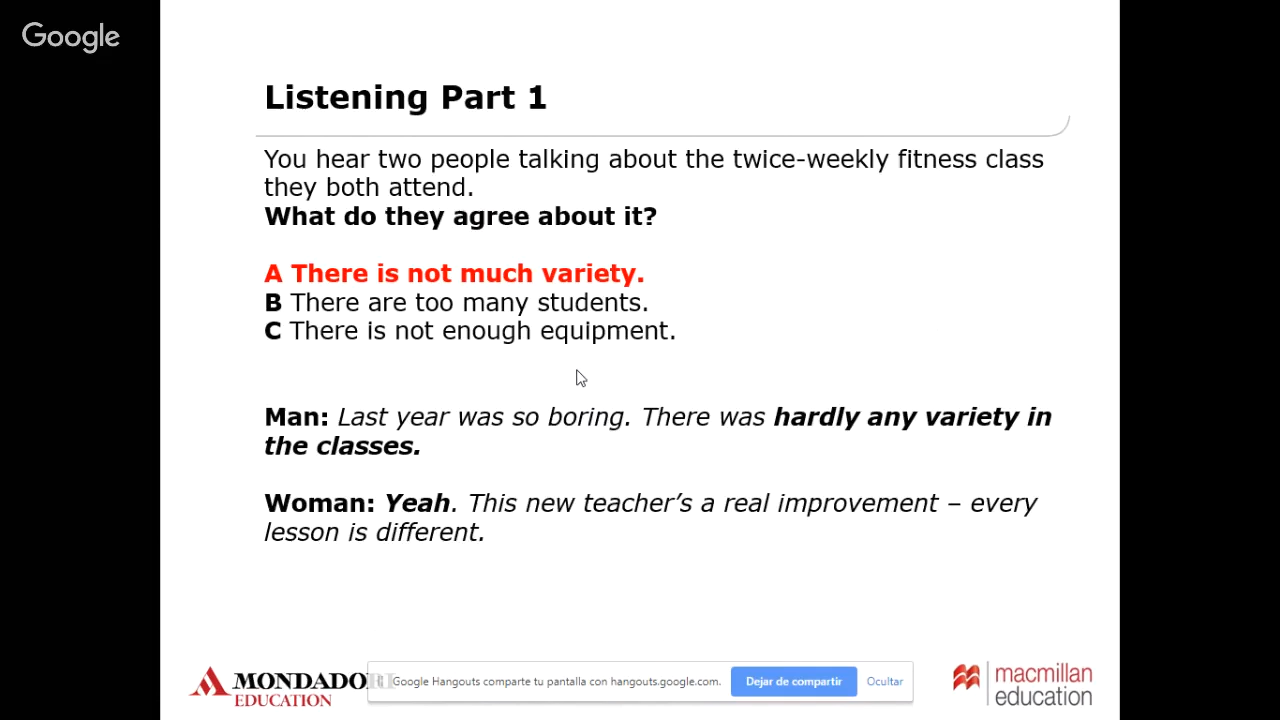 Google
Listening Part 1
You hear two people talking about the twice-weekly fitness class
they both attend.
What do they agree about it?
A There is not much variety.
B There are too many students.
C There is not enough equipment.
Man: Last year was so boring. There was hardly any variety in
the classes.
Woman: Yeah. This new teacher’s a real improvement – every
lesson is different.
MONDADORI
EDUCATION
Google Hangouts comparte tu pantalla con hangouts.google.com.
Dejar de compartir
Ocultar
macmillan
education